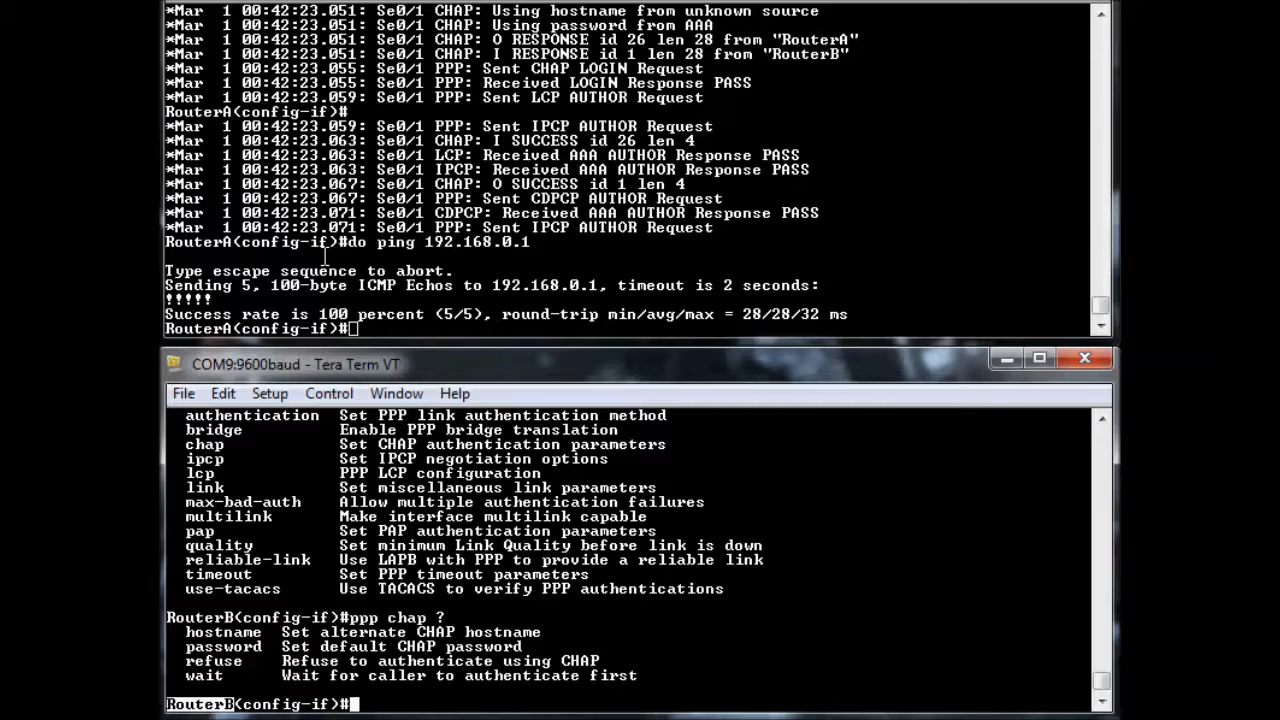 *Mar  1 00:42:23.051: Se0/1 CHAP: Using hostname from unknown source
*Mar  1 00:42:23.051: Se0/1 CHAP: Using password from AAA
*Mar  1 00:42:23.051: Se0/1 CHAP: O RESPONSE id 26 len 28 from "RouterA"
*Mar  1 00:42:23.051: Se0/1 CHAP: I RESPONSE id 1 len 28 from "RouterB"
*Mar  1 00:42:23.055: Se0/1 PPP: Sent CHAP LOGIN Request
*Mar  1 00:42:23.055: Se0/1 PPP: Received LOGIN Response PASS
*Mar  1 00:42:23.059: Se0/1 PPP: Sent LCP AUTHOR Request
RouterA(config-if)#
*Mar  1 00:42:23.059: Se0/1 PPP: Sent IPCP AUTHOR Request
*Mar  1 00:42:23.063: Se0/1 CHAP: I SUCCESS id 26 len 4
*Mar  1 00:42:23.063: Se0/1 LCP: Received AAA AUTHOR Response PASS
*Mar  1 00:42:23.063: Se0/1 IPCP: Received AAA AUTHOR Response PASS
*Mar  1 00:42:23.067: Se0/1 CHAP: O SUCCESS id 1 len 4
*Mar  1 00:42:23.067: Se0/1 PPP: Sent CDPCP AUTHOR Request
*Mar  1 00:42:23.071: Se0/1 CDPCP: Received AAA AUTHOR Response PASS
*Mar  1 00:42:23.071: Se0/1 PPP: Sent IPCP AUTHOR Request
RouterA(config-if)#do ping 192.168.0.1
Type escape sequence to abort.
Sending 5, 100-byte ICMP Echos to 192.168.0.1, timeout is 2 seconds:
!!!!!
Success rate is 100 percent (5/5), round-trip min/avg/max = 28/28/32 ms
RouterA(config-if)#
COM9:9600baud - Tera Term VT
File Edit Setup Control Window Help
authentication  Set PPP link authentication method
bridge  Enable PPP bridge translation
chap  Set CHAP authentication parameters
ipcp  Set IPCP negotiation options
lcp  PPP LCP configuration
link  Set miscellaneous link parameters
max-bad-auth  Allow multiple authentication failures
multilink  Make interface multilink capable
pap  Set PAP authentication parameters
quality  Set minimum Link Quality before link is down
reliable-link  Use LAPB with PPP to provide a reliable link
timeout  Set PPP timeout parameters
use-tacacs  Use TACACS to verify PPP authentications
RouterB(config-if)#ppp chap ?
hostname  Set alternate CHAP hostname
password  Set default CHAP password
refuse  Refuse to authenticate using CHAP
wait  Wait for caller to authenticate first
RouterB(config-if)#